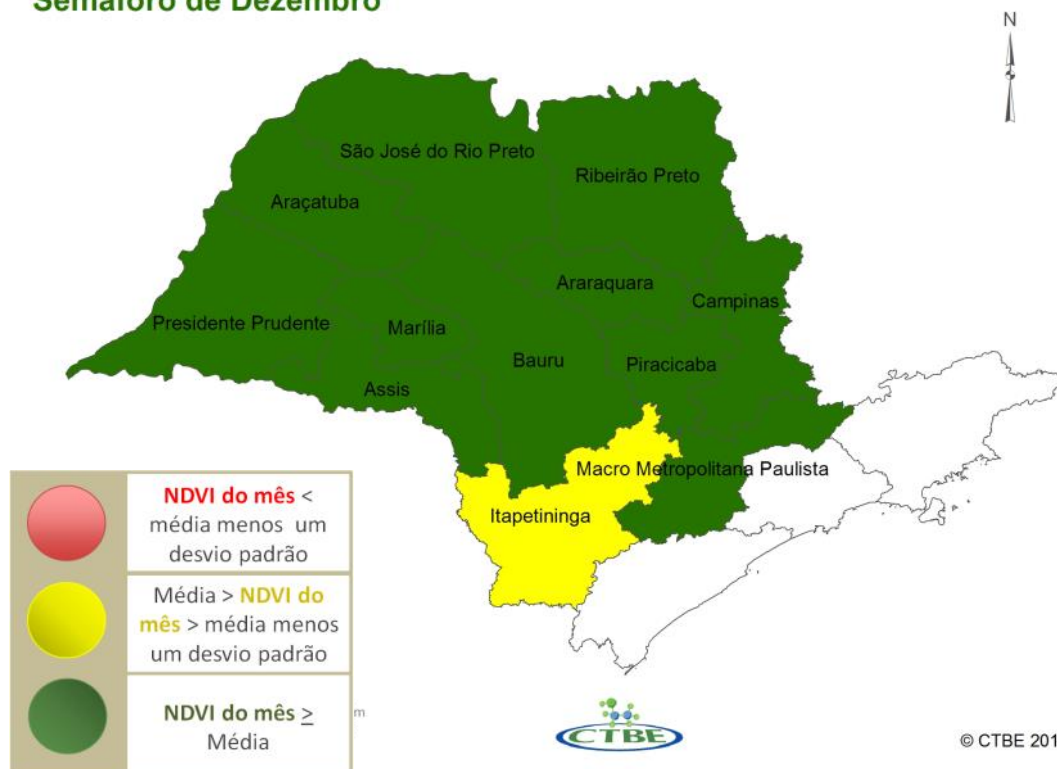 Semáforo de Dezembro
N
São José do Rio Preto
Ribeirão Preto
Araçatuba
Araraquara
Campinas
Presidente Prudente
Marília
Bauru
Piracicaba
Assis
Macro Metropolitana Paulista
Itapetininga
NDVI do mês <
média menos um
desvio padrão
Média > NDVI do
mês > média menos
um desvio padrão
NDVI do mês ≥
Média
m
CTBE
© CTBE 201